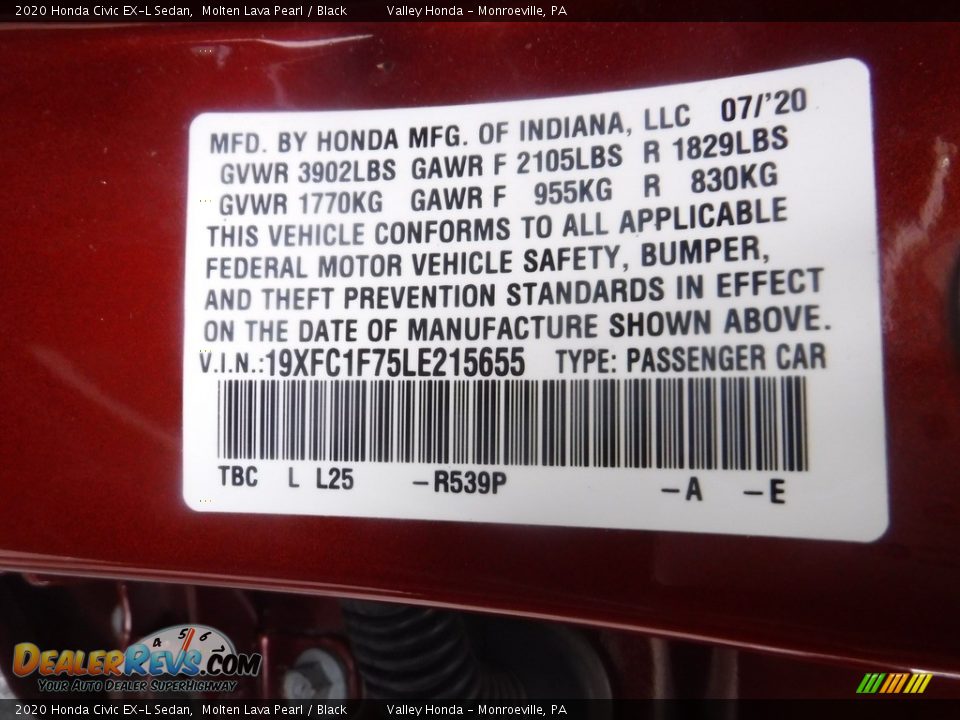 2020 Honda Civic EX-L Sedan, Molten Lava Pearl / Black Valley Honda - Monroeville, PA
MFD. BY HONDA MFG. OF INDIANA, LLC 07/'20
GVWR 3902LBS GAWR F 2105LBS R 1829LBS
GVWR 1770KG GAWR F 955KG R 830KG
THIS VEHICLE CONFORMS TO ALL APPLICABLE
FEDERAL MOTOR VEHICLE SAFETY, BUMPER,
AND THEFT PREVENTION STANDARDS IN EFFECT
ON THE DATE OF MANUFACTURE SHOWN ABOVE.
V.I.N.:19XFC1F75LE215655 TYPE: PASSENGER CAR
TBC L L25 -R539P -A -E
4 5 6
DEALERREVS.COM
YOUR AUTO DEALER SUPERHIGHWAY
2020 Honda Civic EX-L Sedan, Molten Lava Pearl / Black Valley Honda - Monroeville, PA